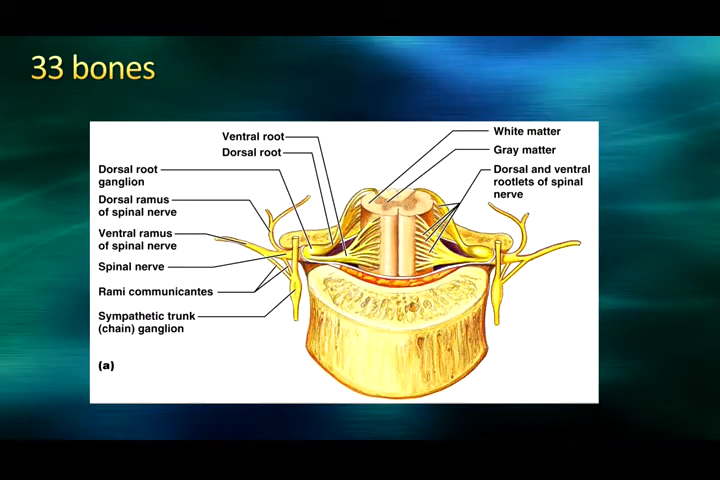 33 bones
Ventral root
Dorsal root
Dorsal root
ganglion
Dorsal ramus
of spinal nerve
Ventral ramus
of spinal nerve
Spinal nerve
Rami communicantes
Sympathetic trunk
(chain) ganglion
(a)
White matter
Gray matter
Dorsal and ventral
rootlets of spinal
nerve